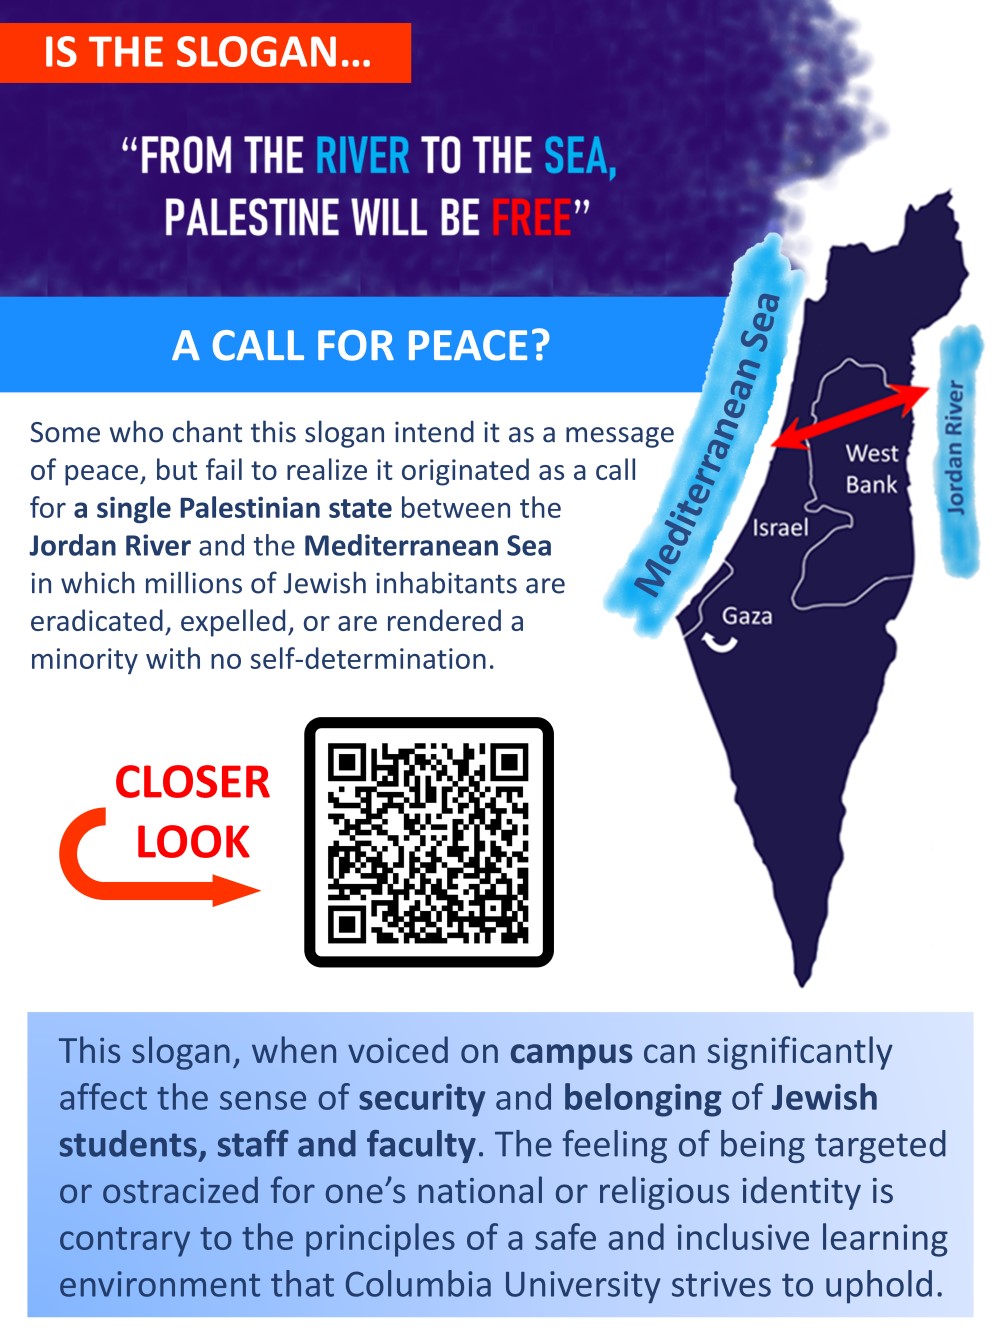 IS THE SLOGAN...
“FROM THE RIVER TO THE SEA,
PALESTINE WILL BE FREE”
A CALL FOR PEACE?
Some who chant this slogan intend it as a message
of peace, but fail to realize it originated as a call
for a single Palestinian state between the
Jordan River and the Mediterranean Sea
in which millions of Jewish inhabitants are
eradicated, expelled, or are rendered a
minority with no self-determination.
Mediterranean Sea
Jordan River
West
Bank
Israel
Gaza
CLOSER
LOOK
This slogan, when voiced on campus can significantly
affect the sense of security and belonging of Jewish
students, staff and faculty. The feeling of being targeted
or ostracized for one’s national or religious identity is
contrary to the principles of a safe and inclusive learning
environment that Columbia University strives to uphold.